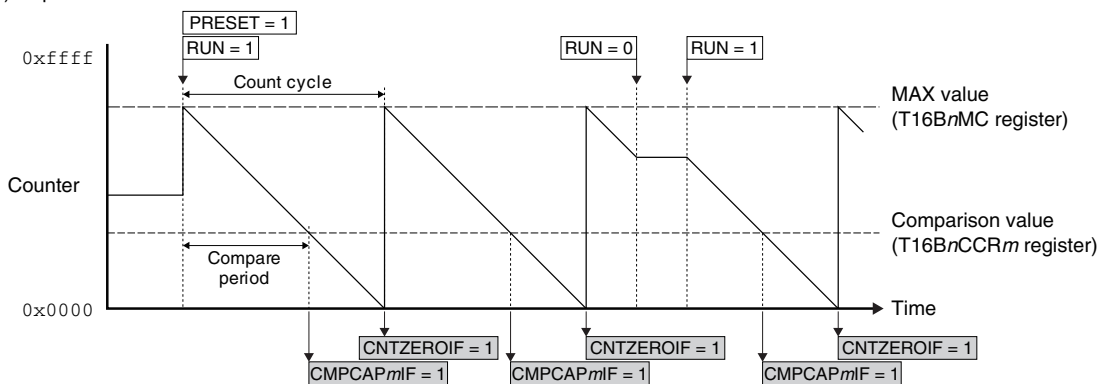 PRESET = 1
RUN = 1
RUN = 0
RUN = 1
0xffff
Count cycle
MAX value
(T16BnMC register)
Counter
Comparison value
(T16BnCCRm register)
Compare
period
0x0000
Time
CNTZEROIF = 1
CNTZEROIF = 1
CNTZEROIF = 1
CMPCAPmIF = 1
CMPCAPmIF = 1
CMPCAPmIF = 1